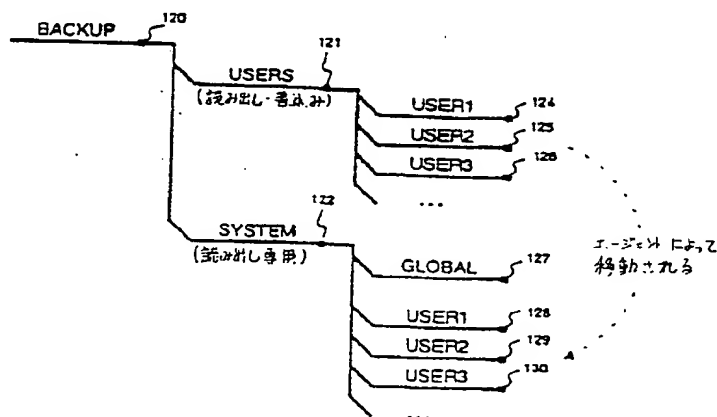 BACKUP 120
USERS 121
(読み出し・書込み)
USER1 124
USER2 125
USER3 126
...
SYSTEM 122
(読み出し専用)
GLOBAL 127
エージェントによって
移動される
USER1 128
USER2 129
USER3 130
...